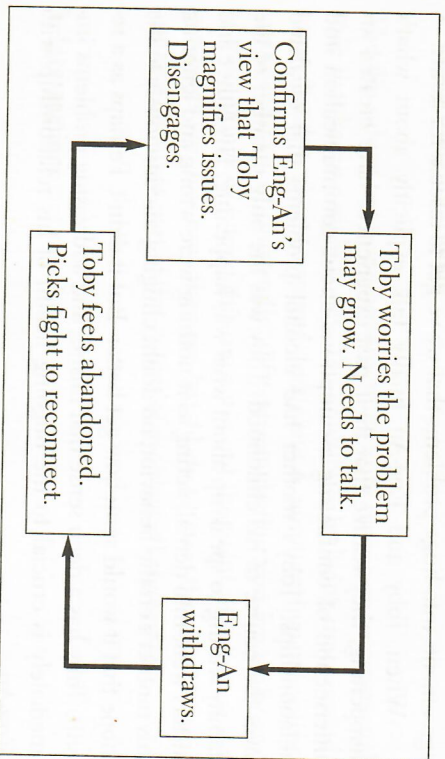 Toby worries the problem
may grow. Needs to talk.
Eng-An
withdraws.
Toby feels abandoned.
Picks fight to reconnect.
Confirms Eng-An's
view that Toby
magnifies issues.
Disengages.